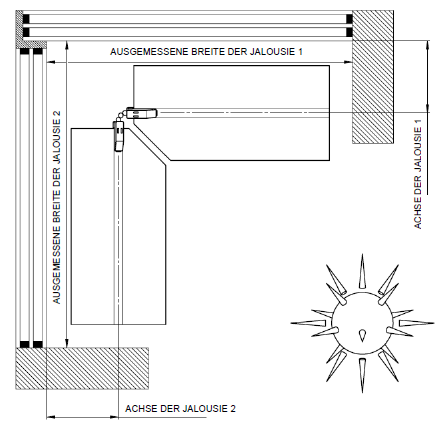 AUSGEMESSENE BREITE DER JALOUSIE 1
AUSGEMESSENE BREITE DER JALOUSIE 2
ACHSE DER JALOUSIE 1
ACHSE DER JALOUSIE 2